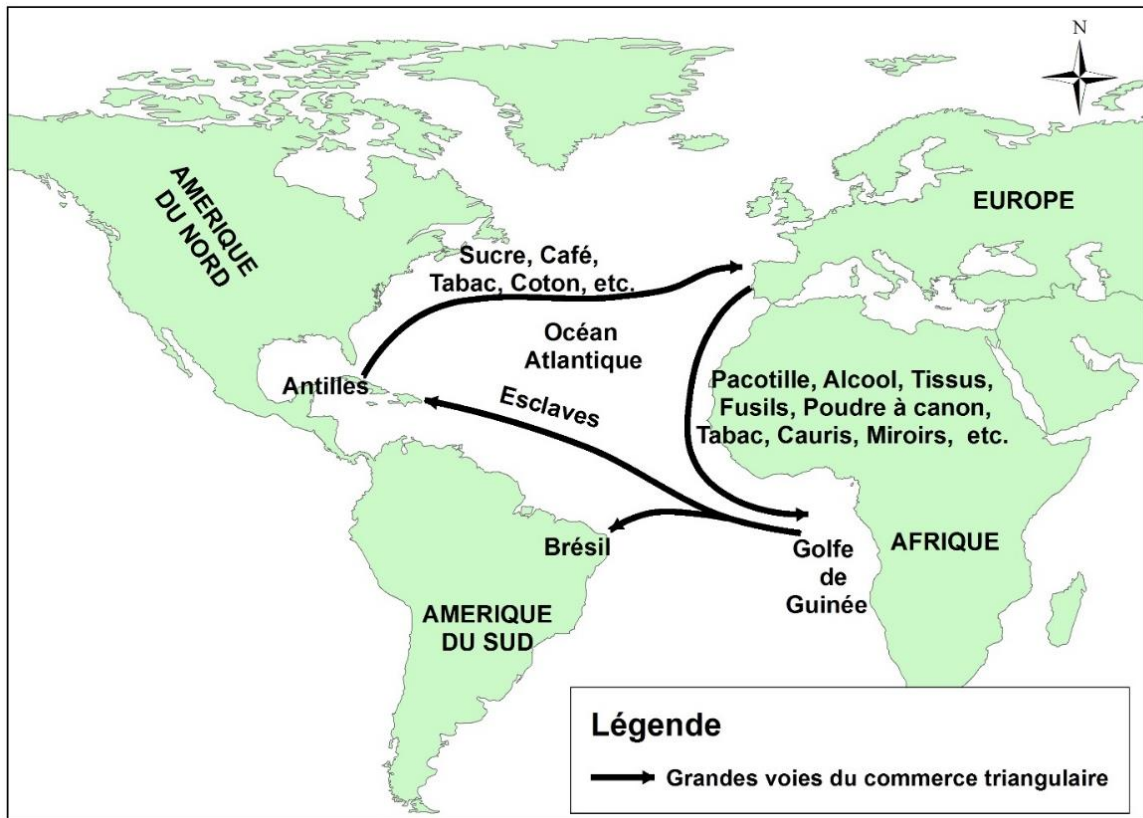 N
AMÉRIQUE
DU NORD
EUROPE
Sucre, Café,
Tabac, Coton, etc.
Océan
Atlantique
Antilles
Esclaves
Pacotille, Alcool, Tissus,
Fusils, Poudre à canon,
Tabac, Cauris, Miroirs, etc.
Brésil
Golfe
de
Guinée
AFRIQUE
AMERIQUE
DU SUD
Légende
Grandes voies du commerce triangulaire